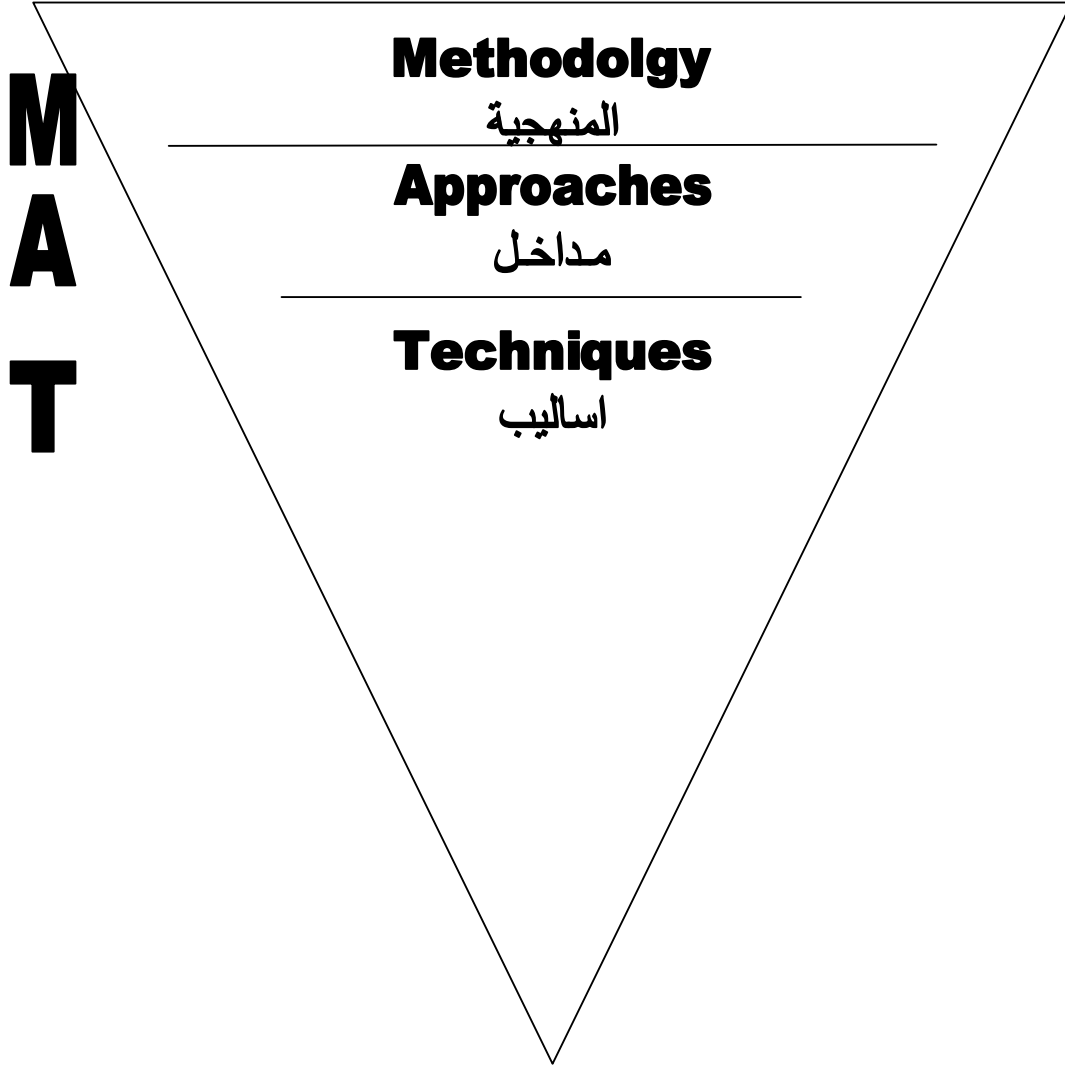 M
A
T
Methodolgy
المنهجية
Approaches
مداخل
Techniques
اساليب